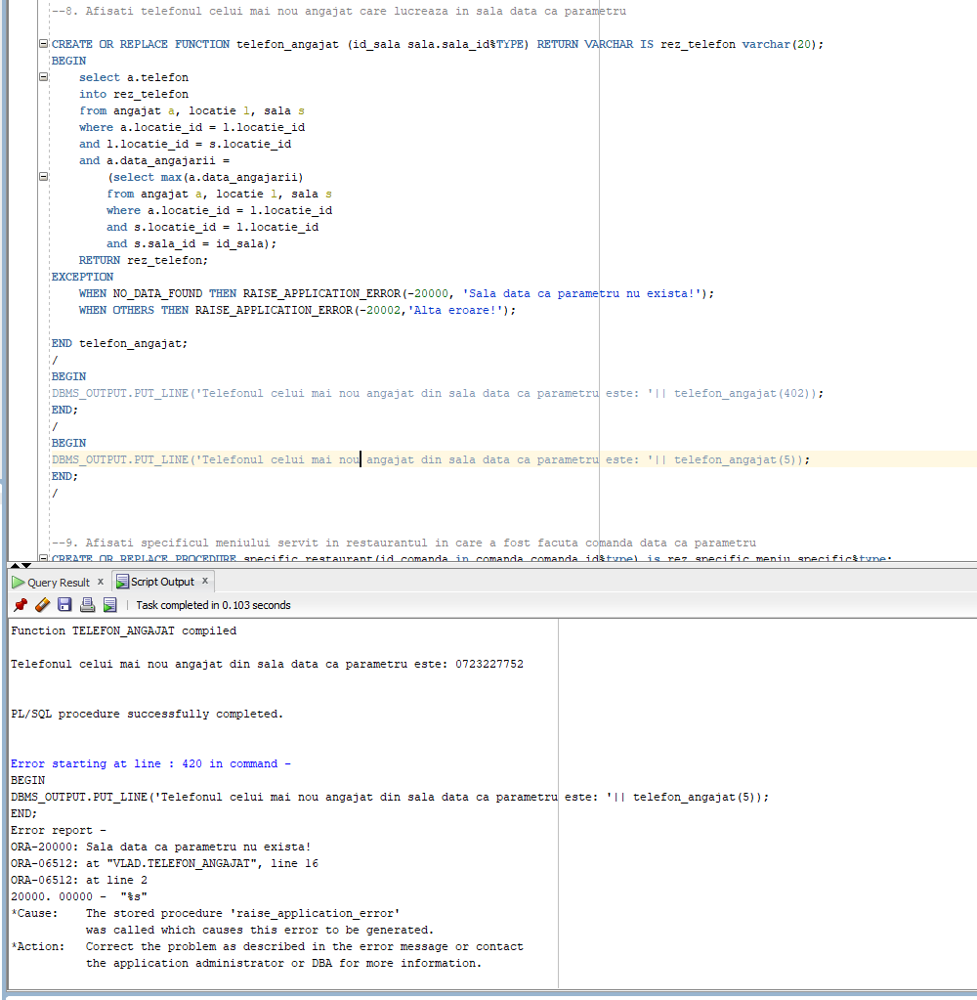 --8. Afisati telefonul celui mai nou angajat care lucreaza in sala data ca parametru
CREATE OR REPLACE FUNCTION telefon_angajat (id_sala sala.sala_id%TYPE) RETURN VARCHAR IS rez_telefon varchar(20);
BEGIN
select a.telefon
into rez_telefon
from angajat a, locatie l, sala s
where a.locatie_id = l.locatie_id
and l.locatie_id = s.locatie_id
and a.data_angajarii =
(select max(a.data_angajarii)
from angajat a, locatie l, sala s
where a.locatie_id = l.locatie_id
and s.locatie_id = l.locatie_id
and s.sala_id = id_sala);
RETURN rez_telefon;
EXCEPTION
WHEN NO_DATA_FOUND THEN RAISE_APPLICATION_ERROR(-20000, 'Sala data ca parametru nu exista!');
WHEN OTHERS THEN RAISE_APPLICATION_ERROR(-20002,'Alta eroare!');
END telefon_angajat;
/
BEGIN
DBMS_OUTPUT.PUT_LINE('Telefonul celui mai nou angajat din sala data ca parametru este: '|| telefon_angajat(402));
END;
/
BEGIN
DBMS_OUTPUT.PUT_LINE('Telefonul celui mai nou angajat din sala data ca parametru este: '|| telefon_angajat(5));
END;
/
--9. Afisati specificul meniului servit in restaurantul in care a fost facuta comanda data ca parametru
CREATE OR REPLACE PROCEDURE specific_restaurant(id_comanda in comanda.comanda_id%type) is rez_specific meniu.specific%type;
Query Result x Script Output x
Task completed in 0.103 seconds
Function TELEFON_ANGAJAT compiled
Telefonul celui mai nou angajat din sala data ca parametru este: 0723227752
PL/SQL procedure successfully completed.
Error starting at line : 420 in command -
BEGIN
DBMS_OUTPUT.PUT_LINE('Telefonul celui mai nou angajat din sala data ca parametru este: '|| telefon_angajat(5));
END;
Error report -
ORA-20000: Sala data ca parametru nu exista!
ORA-06512: at "VLAD.TELEFON_ANGAJAT", line 16
ORA-06512: at line 2
20000. 00000 -  "%s"
*Cause:    The stored procedure 'raise_application_error'
was called which causes this error to be generated.
*Action:   Correct the problem as described in the error message or contact
the application administrator or DBA for more information.